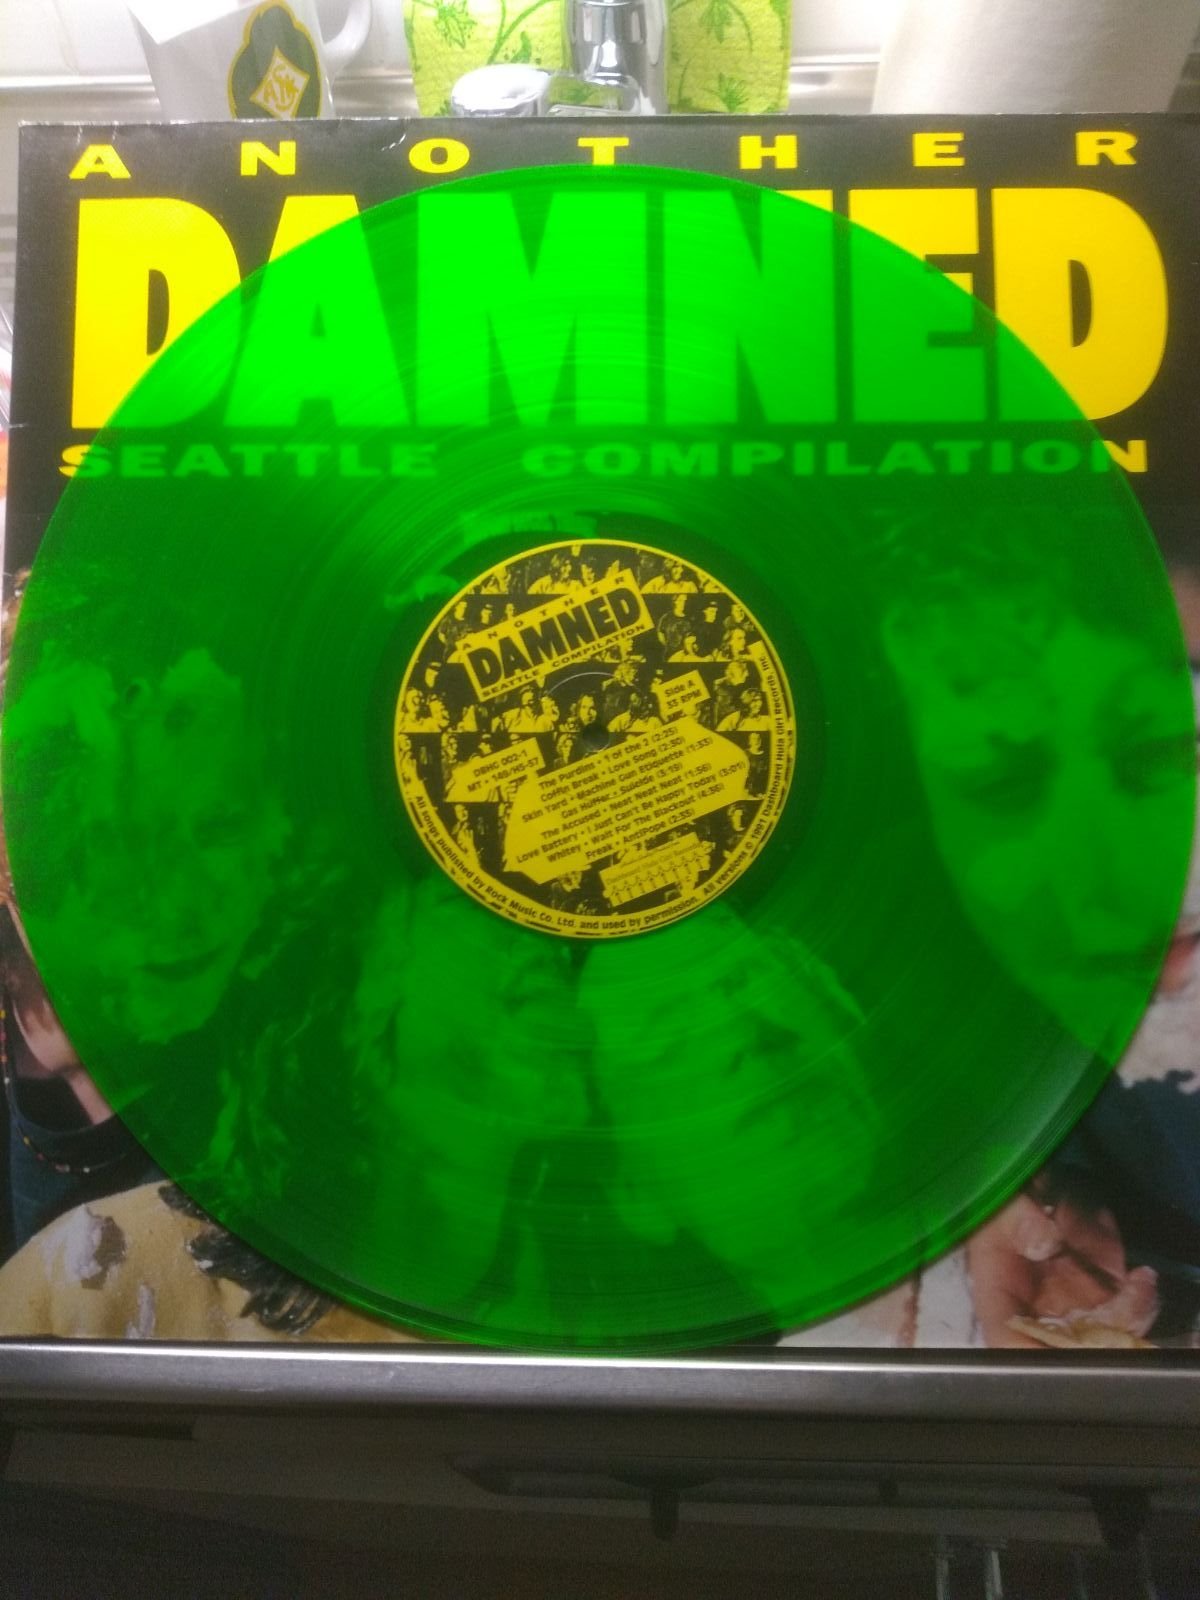 ANOTHER
DAMNED
SEATTLE COMPILATION
ANOTHER
DAMNED
SEATTLE COMPILATION
Side A
33 RPM
DBHG 002-1
The Purdins • 1 of the 2 (2:25)
Coffin Break • Love Song (2:30)
Skin Yard • Machine Gun Etiquette (1:33)
Gas Huffer • Suicide (3:19)
The Accused • Neat Neat Neat (1:56)
Love Battery • I Just Can't Be Happy Today (5:01)
Whitey • Wait For The Blackout (4:36)
Freak • AntiPope (2:55)
All songs published by Rock Music Co. Ltd. and used by permission. All versions © 1991 Dashboard Hula Girl Records, Inc.